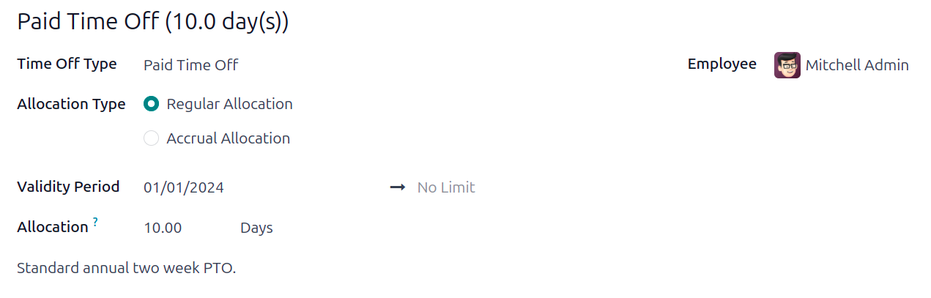 Paid Time Off (10.0 day(s))
Time Off Type Paid Time Off Employee Mitchell Admin
Allocation Type Regular Allocation
Accrual Allocation
Validity Period 01/01/2024 → No Limit
Allocation ? 10.00 Days
Standard annual two week PTO.